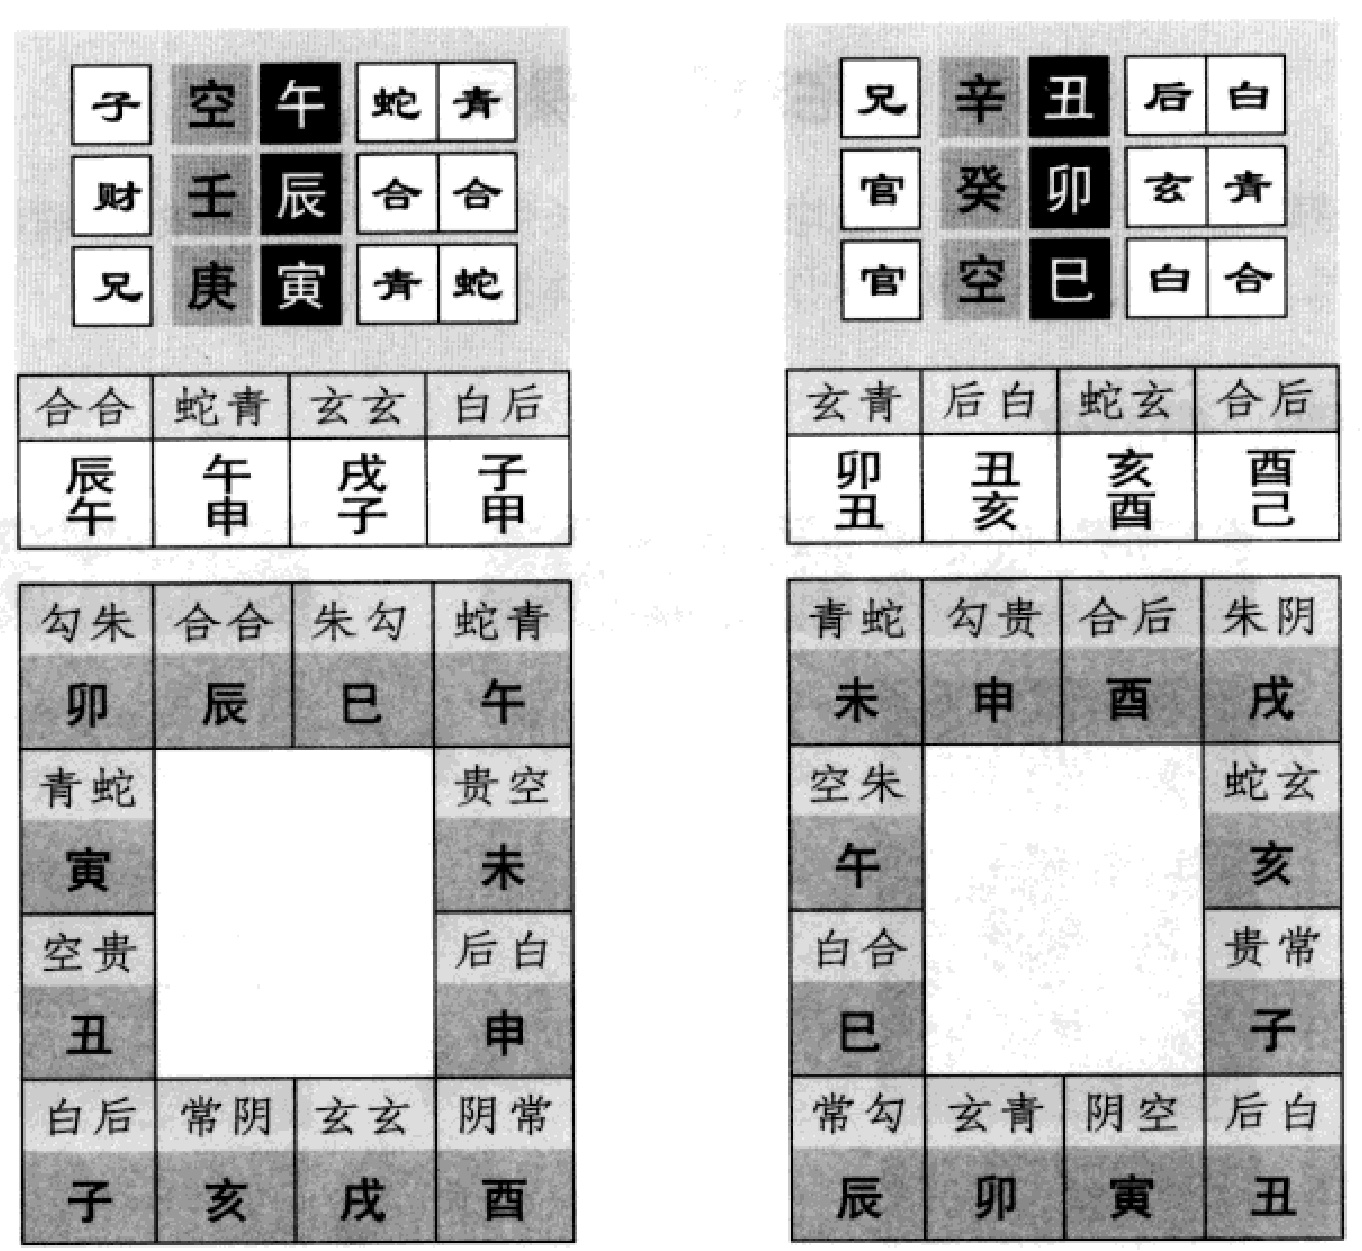 子 空 午 蛇 青
财 壬 辰 合 合
兄 庚 寅 青 蛇
合合 蛇青 玄玄 白后
辰 午 戌 子
午 申 子 甲
勾朱 合合 朱勾 蛇青
卯 辰 巳 午
青蛇 贵空
寅 未
空贵 后白
丑 申
白后 常阴 玄玄 阴常
子 亥 戌 酉
兄 辛 丑 后 白
官 癸 卯 玄 青
官 空 巳 白 合
玄青 后白 蛇玄 合后
卯 丑 亥 酉
丑 亥 酉 己
青蛇 勾贵 合后 朱阴
未 申 酉 戌
空朱 蛇玄
午 亥
白合 贵常
巳 子
常勾 玄青 阴空 后白
辰 卯 寅 丑